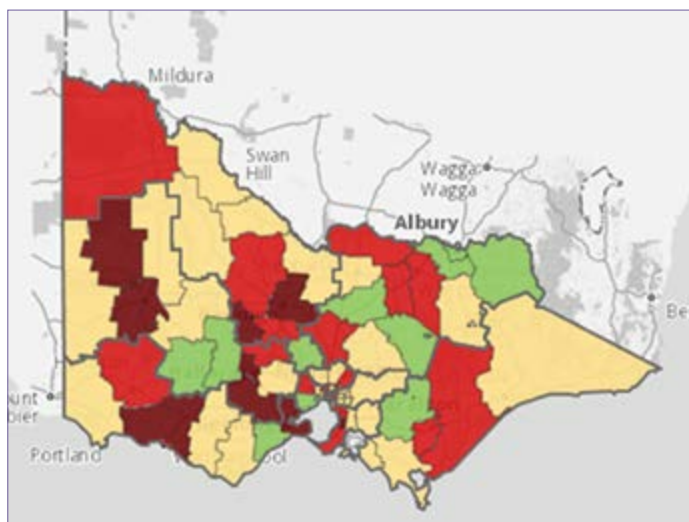 Mildura
Swan
Hill
Wagga
Wagga
Albury
Be
ount
bier
Portland
ool